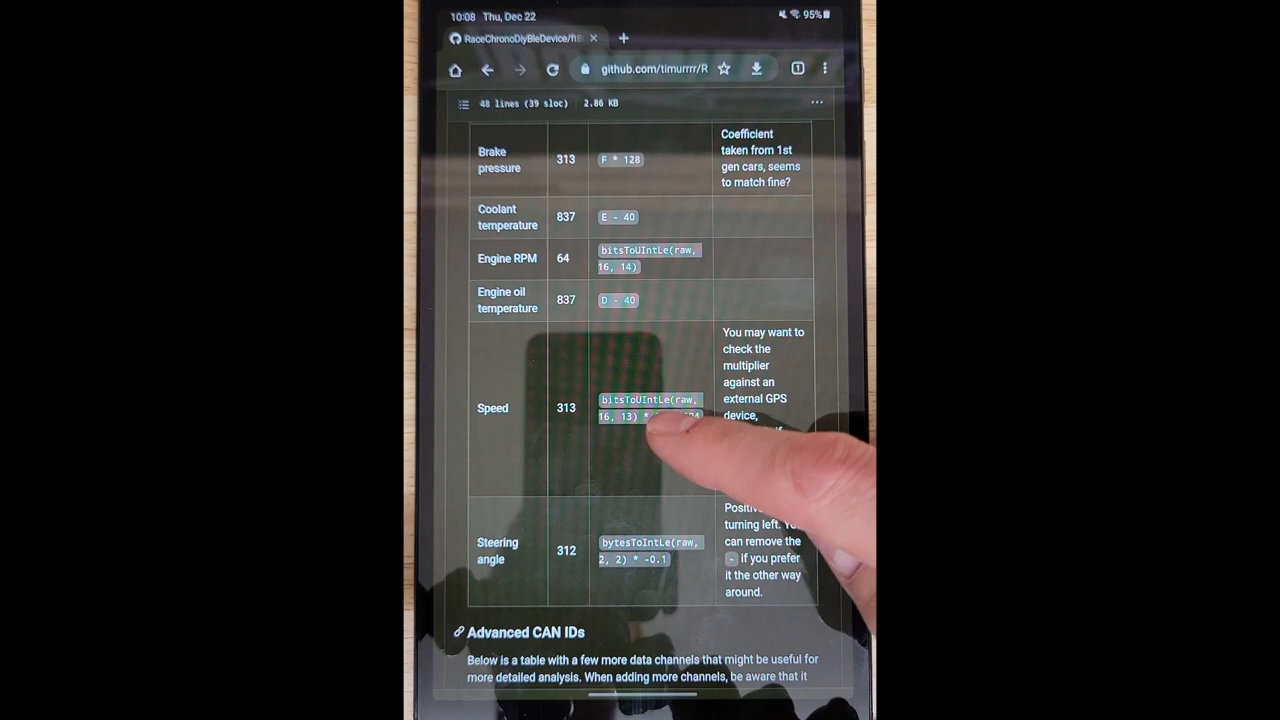 10:08 Thu, Dec 22
95%
RaceChronoDiyBleDevice/ft8
github.com/timurrrr/R
1
48 lines (39 sloc)
2.86 KB
Brake
pressure
313
F * 128
Coefficient
taken from 1st
gen cars, seems
to match fine?
Coolant
temperature
837
E - 40
Engine RPM
64
bitsToUIntLe(raw,
16, 14)
Engine oil
temperature
837
D - 40
Speed
313
bitsToUIntLe(raw,
16, 13) *
You may want to
check the
multiplier
against an
external GPS
device,
Steering
angle
312
bytesToIntLe(raw,
2, 2) * -0.1
turning left.
can remove the
- if you prefer
it the other way
around.
Advanced CAN IDs
Below is a table with a few more data channels that might be useful for
more detailed analysis. When adding more channels, be aware that it